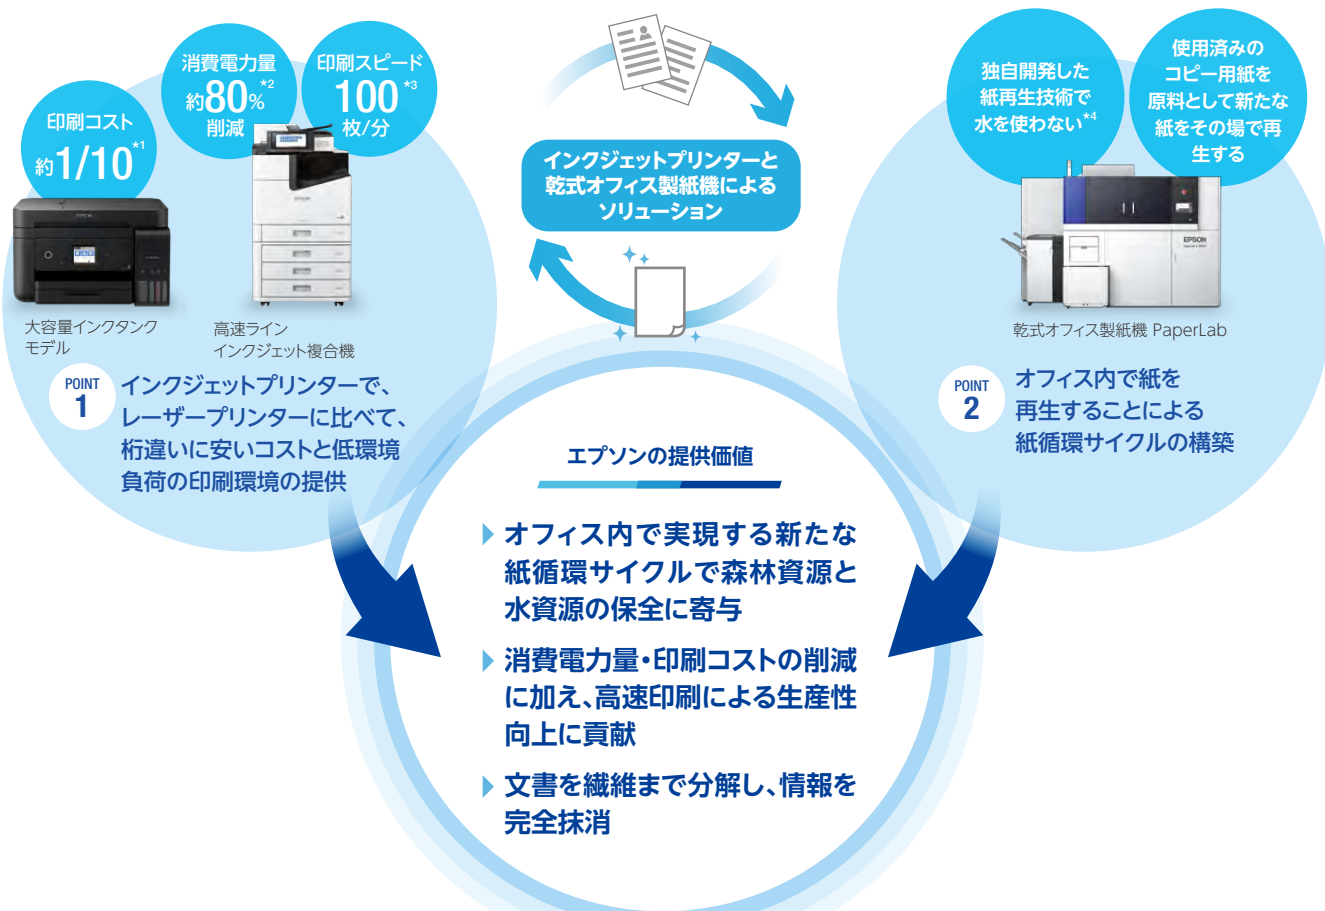 印刷コスト
約1/10*1
消費電力量
約80%*2
削減
印刷スピード
100*3
枚/分
EPSON
EPSON
大容量インクタンク
モデル
高速ライン
インクジェット複合機
POINT
1
インクジェットプリンターで、
レーザープリンターに比べて、
桁違いに安いコストと低環境
負荷の印刷環境の提供
インクジェットプリンターと
乾式オフィス製紙機による
ソリューション
独自開発した
紙再生技術で
水を使わない*4
使用済みの
コピー用紙を
原料として新たな
紙をその場で再
生する
EPSON
乾式オフィス製紙機 PaperLab
POINT
2
オフィス内で紙を
再生することによる
紙循環サイクルの構築
エプソンの提供価値
オフィス内で実現する新たな
紙循環サイクルで森林資源と
水資源の保全に寄与
消費電力量・印刷コストの削減
に加え、高速印刷による生産性
向上に貢献
文書を繊維まで分解し、情報を
完全抹消